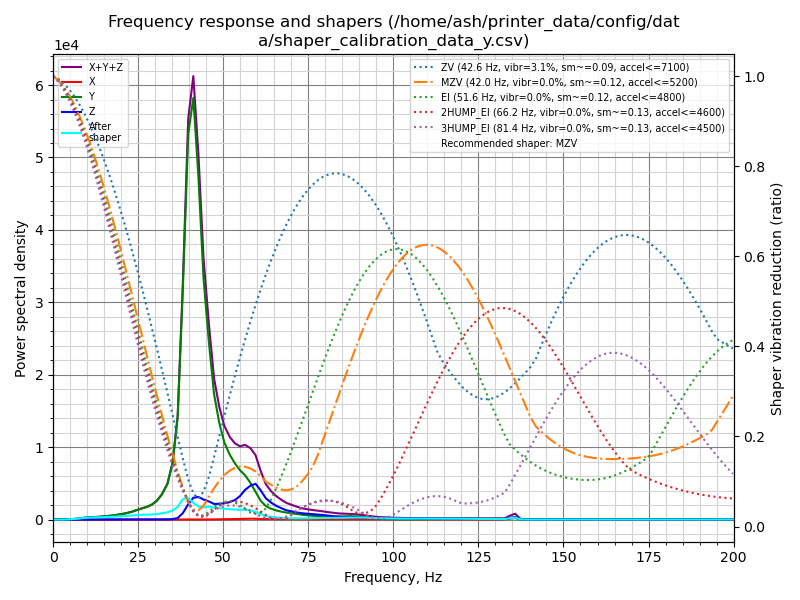 Frequency response and shapers (/home/ash/printer_data/config/dat
a/shaper_calibration_data_y.csv)
1e4
X+Y+Z
X
Y
Z
After
shaper
ZV (42.6 Hz, vibr=3.1%, sm~=0.09, accel<=7100)
MZV (42.0 Hz, vibr=0.0%, sm~=0.12, accel<=5200)
EI (51.6 Hz, vibr=0.0%, sm~=0.12, accel<=4800)
2HUMP_EI (66.2 Hz, vibr=0.0%, sm~=0.13, accel<=4600)
3HUMP_EI (81.4 Hz, vibr=0.0%, sm~=0.13, accel<=4500)
Recommended shaper: MZV
Power spectral density
6
5
4
3
2
1
0
1.0
0.8
0.6
0.4
0.2
0.0
Shaper vibration reduction (ratio)
0
25
50
75
100
125
150
175
200
Frequency, Hz